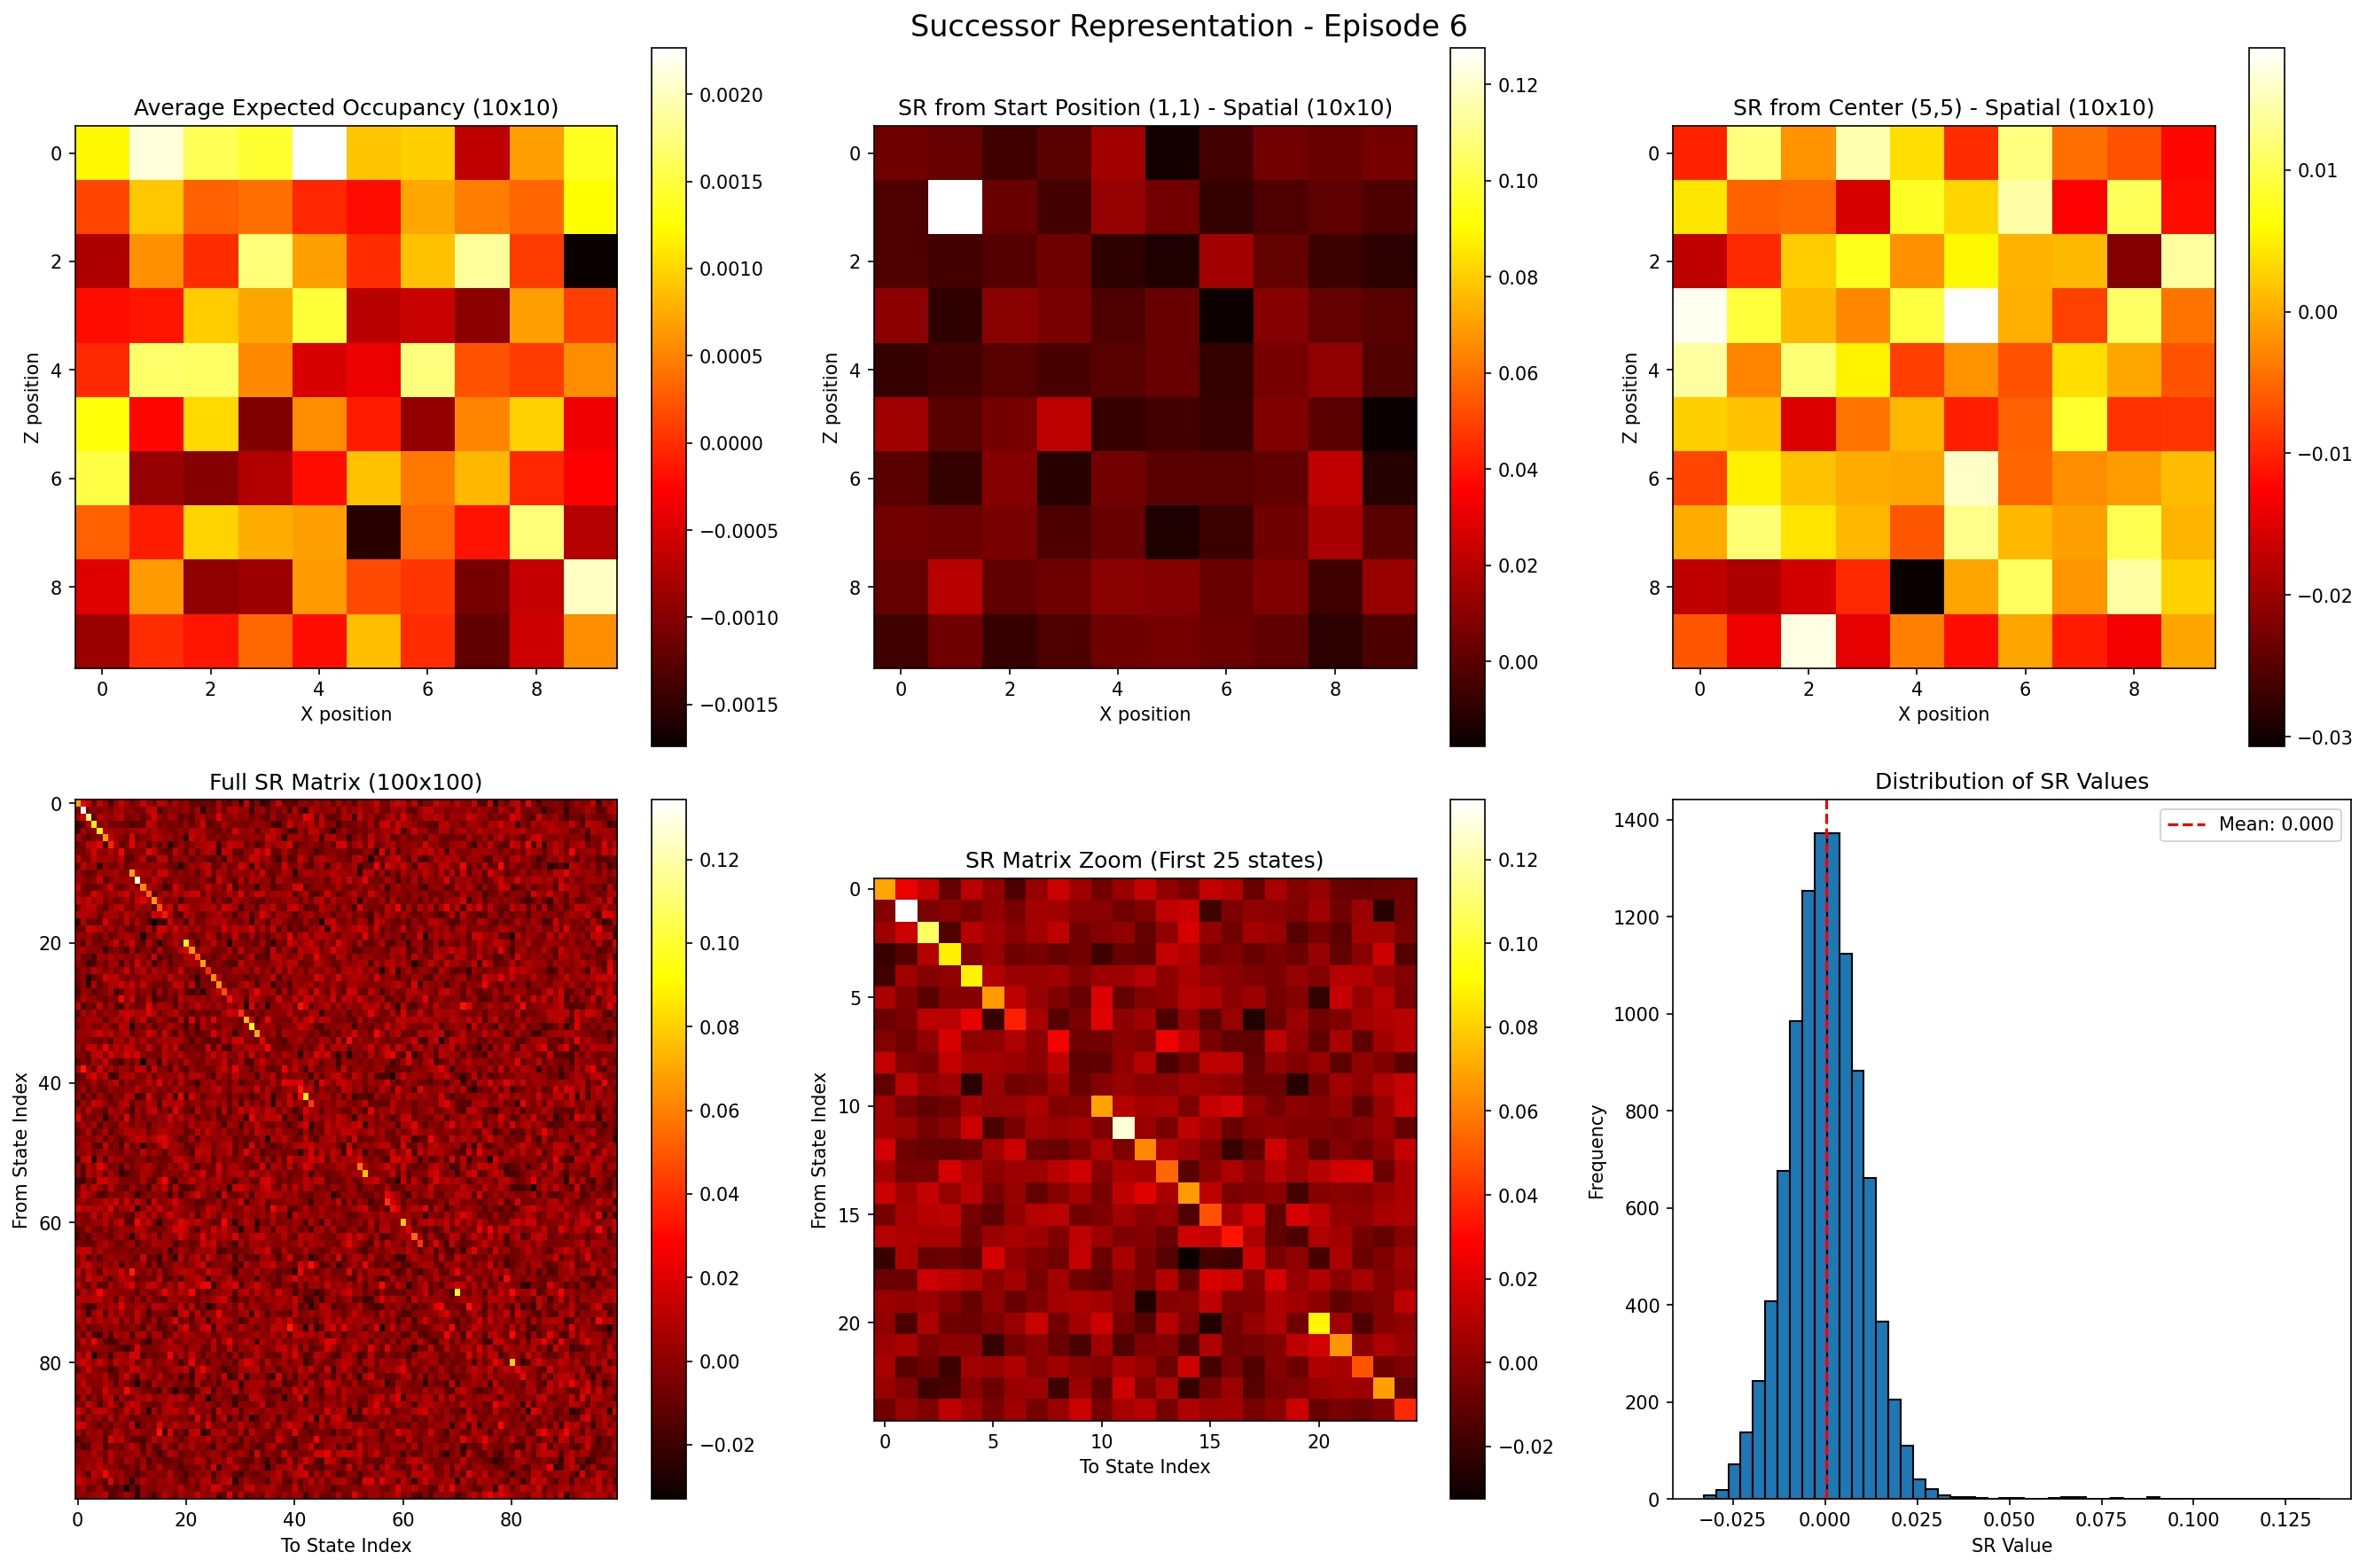 Successor Representation - Episode 6
Average Expected Occupancy (10x10)
Z position
0
2
4
6
8
0 2 4 6 8
X position
0.0020
0.0015
0.0010
0.0005
0.0000
−0.0005
−0.0010
−0.0015
SR from Start Position (1,1) - Spatial (10x10)
Z position
0
2
4
6
8
0 2 4 6 8
X position
0.12
0.10
0.08
0.06
0.04
0.02
0.00
SR from Center (5,5) - Spatial (10x10)
Z position
0
2
4
6
8
0 2 4 6 8
X position
0.01
0.00
−0.01
−0.02
−0.03
Full SR Matrix (100x100)
From State Index
0
20
40
60
80
0 20 40 60 80
To State Index
0.12
0.10
0.08
0.06
0.04
0.02
0.00
−0.02
SR Matrix Zoom (First 25 states)
From State Index
0
5
10
15
20
0 5 10 15 20
To State Index
0.12
0.10
0.08
0.06
0.04
0.02
0.00
−0.02
Distribution of SR Values
Mean: 0.000
Frequency
1400
1200
1000
800
600
400
200
0
−0.025 0.000 0.025 0.050 0.075 0.100 0.125
SR Value